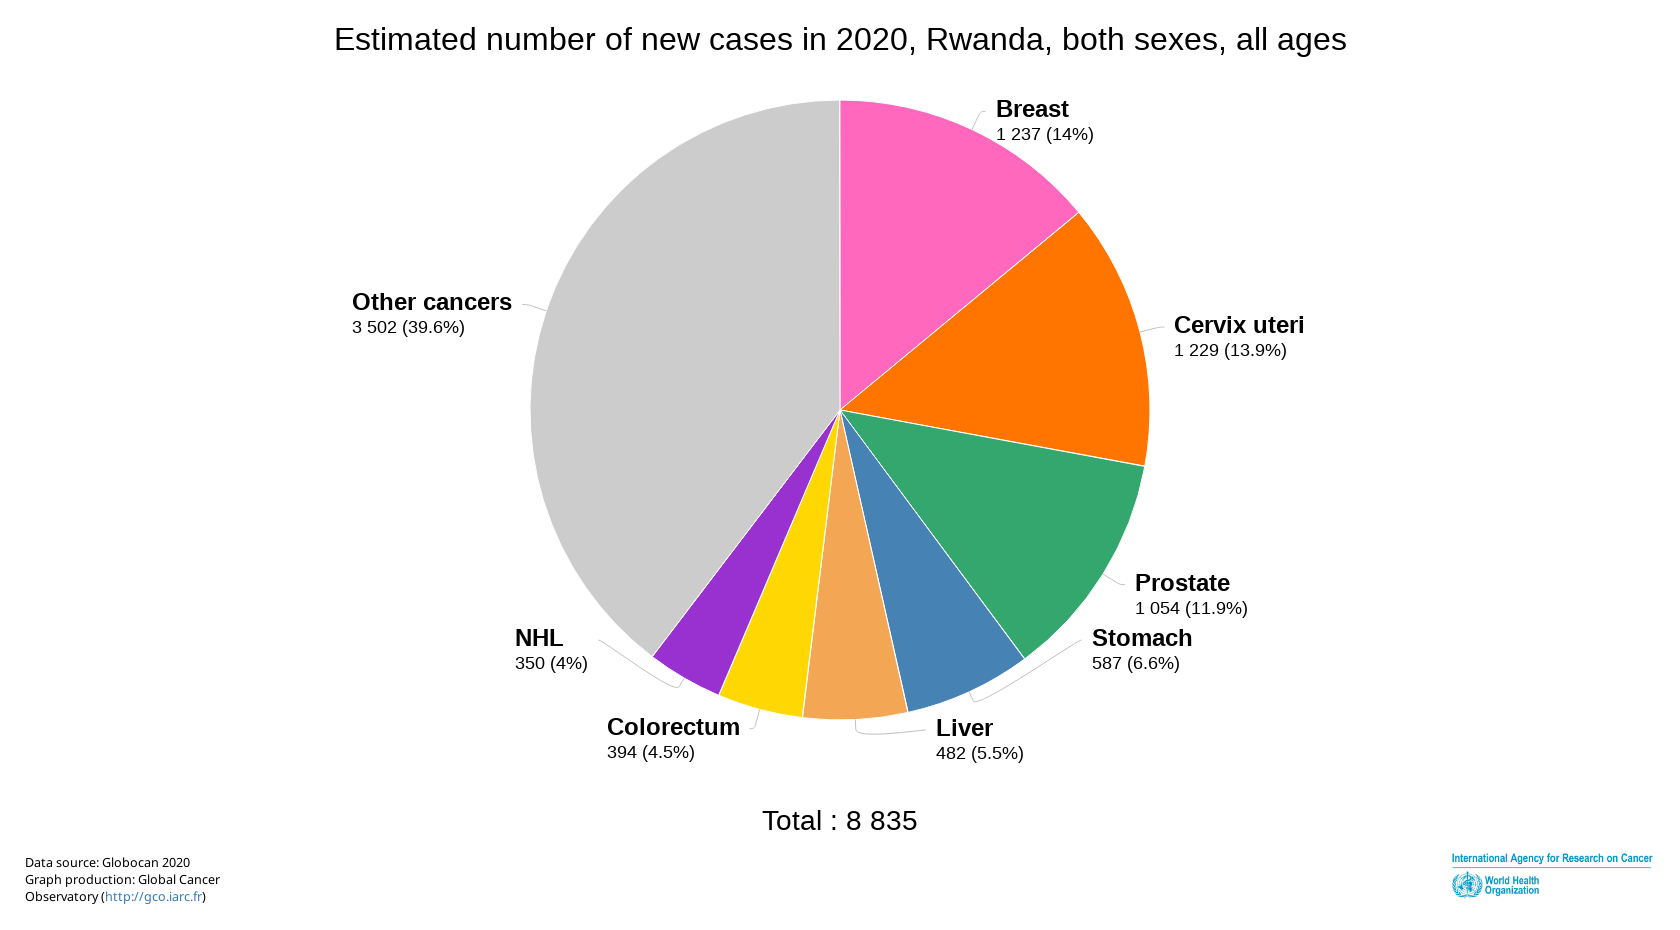 Estimated number of new cases in 2020, Rwanda, both sexes, all ages
Breast
1 237 (14%)
Cervix uteri
1 229 (13.9%)
Prostate
1 054 (11.9%)
Stomach
587 (6.6%)
Liver
482 (5.5%)
Colorectum
394 (4.5%)
NHL
350 (4%)
Other cancers
3 502 (39.6%)
Total : 8 835
Data source: Globocan 2020
Graph production: Global Cancer
Observatory (http://gco.iarc.fr)
International Agency for Research on Cancer
World Health
Organization